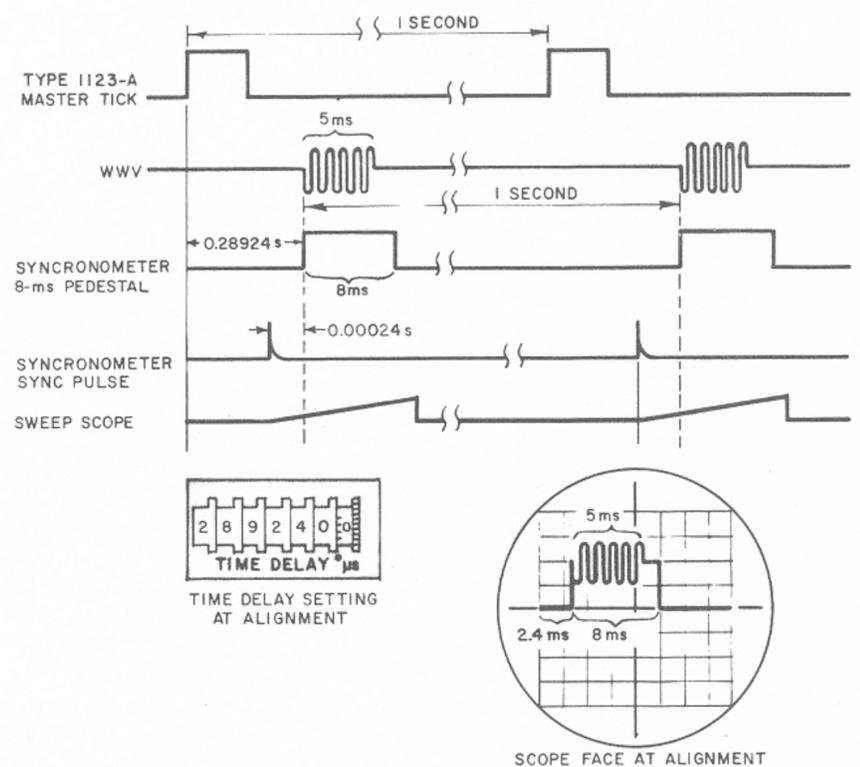 1 SECOND
TYPE 1123-A
MASTER TICK
5ms
WWV
1 SECOND
0.28924 s
SYNCRONOMETER
8-ms PEDESTAL
8ms
0.00024 s
SYNCRONOMETER
SYNC PULSE
SWEEP SCOPE
2 8 9 2 4 0 0
TIME DELAY µs
TIME DELAY SETTING
AT ALIGNMENT
5ms
2.4 ms
8 ms
SCOPE FACE AT ALIGNMENT